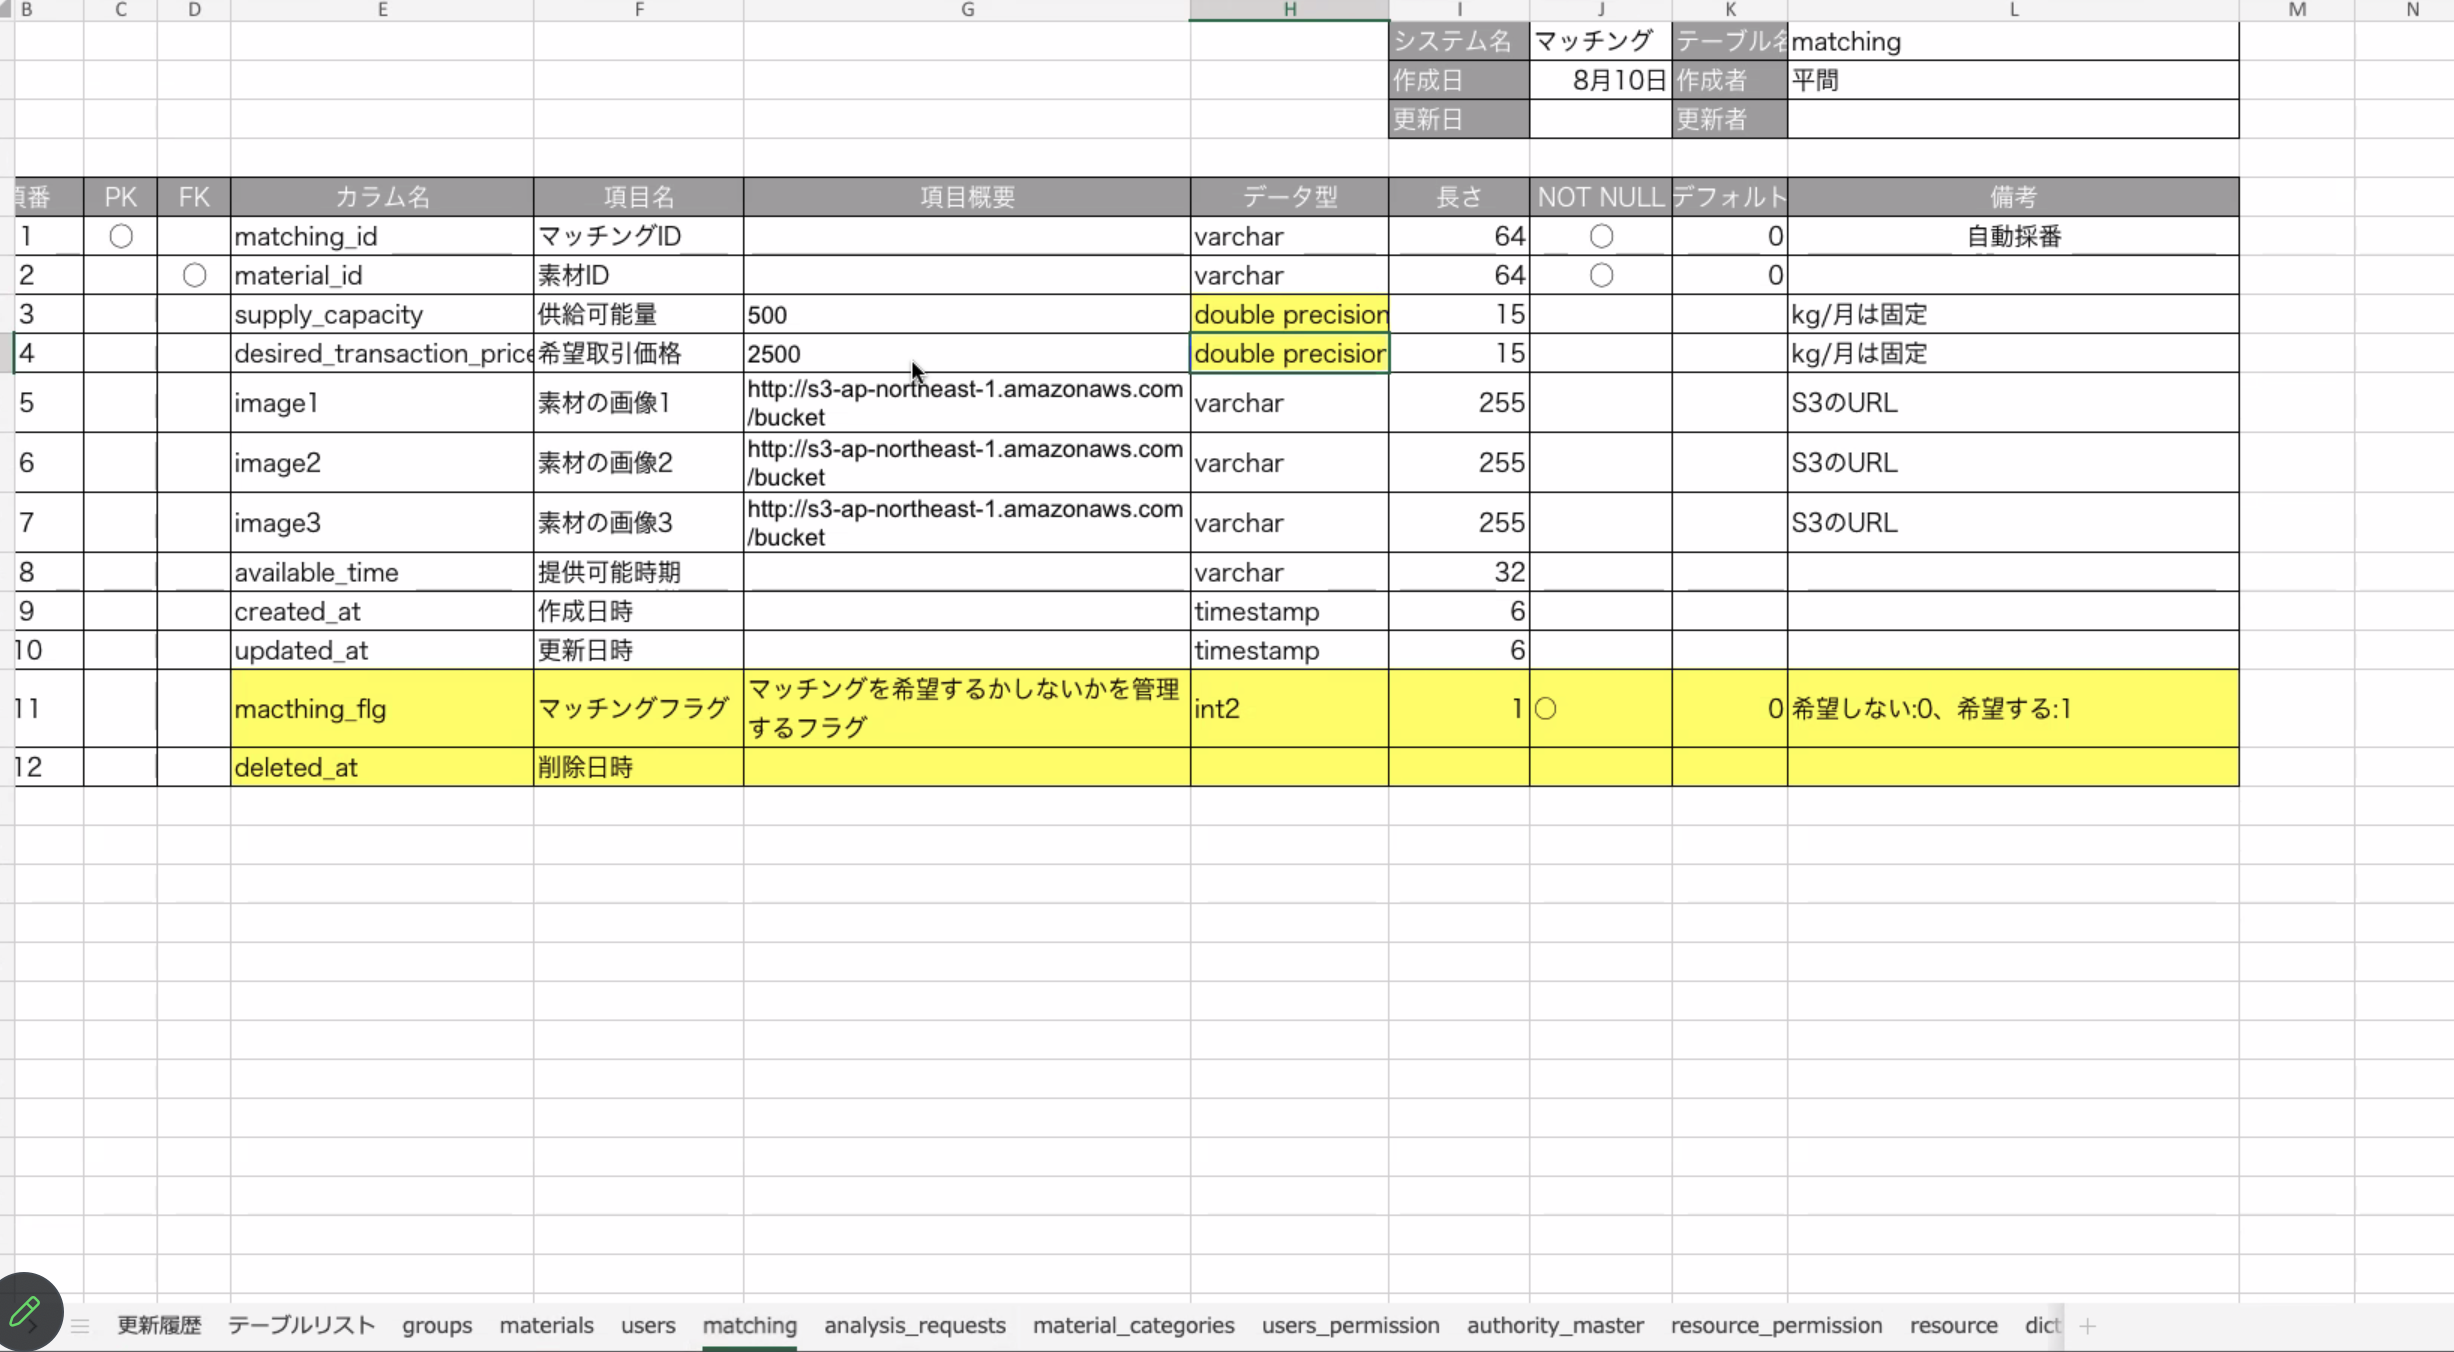 B C D E F G H I J K L M N
システム名 マッチング テーブル名 matching
作成日 8月10日 作成者 平間
更新日 更新者
項番 PK FK カラム名 項目名 項目概要 データ型 長さ NOT NULL デフォルト 備考
1 ○ matching_id マッチングID varchar 64 ○ 0 自動採番
2 ○ material_id 素材ID varchar 64 ○ 0
3 supply_capacity 供給可能量 500 double precision 15 kg/月は固定
4 desired_transaction_price 希望取引価格 2500 double precision 15 kg/月は固定
5 image1 素材の画像1 http://s3-ap-northeast-1.amazonaws.com
/bucket varchar 255 S3のURL
6 image2 素材の画像2 http://s3-ap-northeast-1.amazonaws.com
/bucket varchar 255 S3のURL
7 image3 素材の画像3 http://s3-ap-northeast-1.amazonaws.com
/bucket varchar 255 S3のURL
8 available_time 提供可能時期 varchar 32
9 created_at 作成日時 timestamp 6
10 updated_at 更新日時 timestamp 6
11 macthing_flg マッチングフラグ マッチングを希望するかしないかを管理
するフラグ int2 1 ○ 0 希望しない:0、希望する:1
12 deleted_at 削除日時
更新履歴 テーブルリスト groups materials users matching analysis_requests material_categories users_permission authority_master resource_permission resource dict